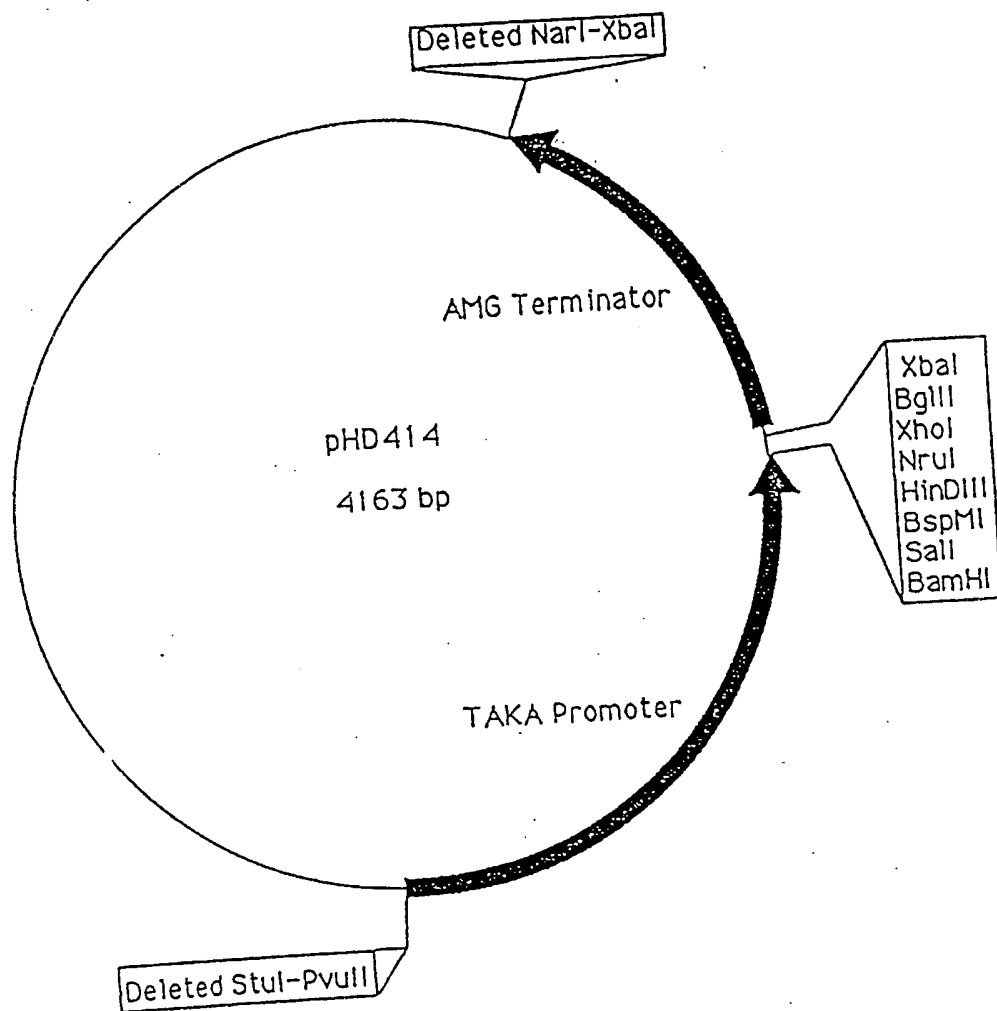 Deleted NarI-XbaI
AMG Terminator
XbaI
BglII
XhoI
NruI
HinDIII
BspMI
SalI
BamHI
pHD414
4163 bp
TAKA Promoter
Deleted StuI-PvuII